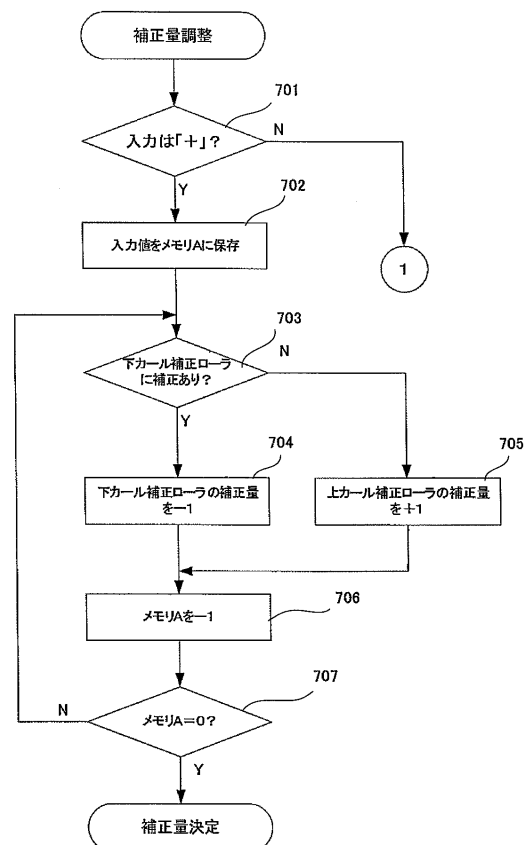 補正量調整
701
入力は「＋」？
N
Y
702
入力値をメモリAに保存
1
703
下カール補正ローラ
に補正あり？
N
Y
704
下カール補正ローラの補正量
を－1
705
上カール補正ローラの補正量
を＋1
706
メモリAを－1
707
メモリA＝0？
N
Y
補正量決定